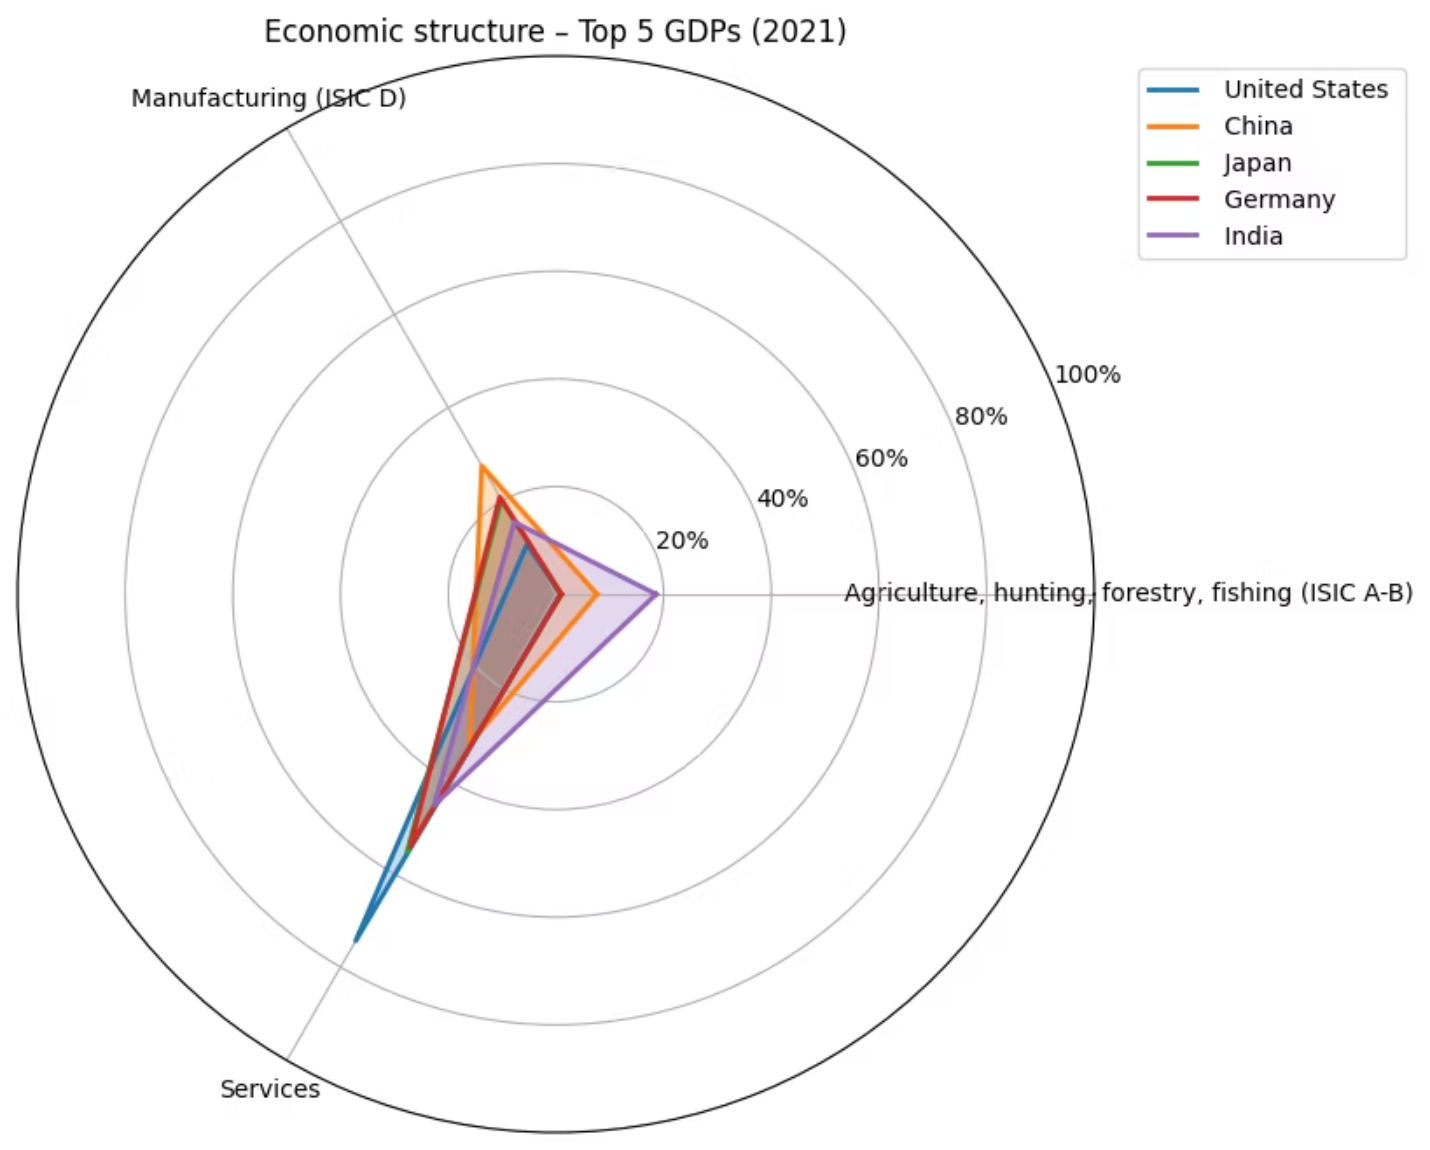 Economic structure – Top 5 GDPs (2021)
Manufacturing (ISIC D)
United States
China
Japan
Germany
India
100%
80%
60%
40%
20%
Agriculture, hunting, forestry, fishing (ISIC A-B)
Services